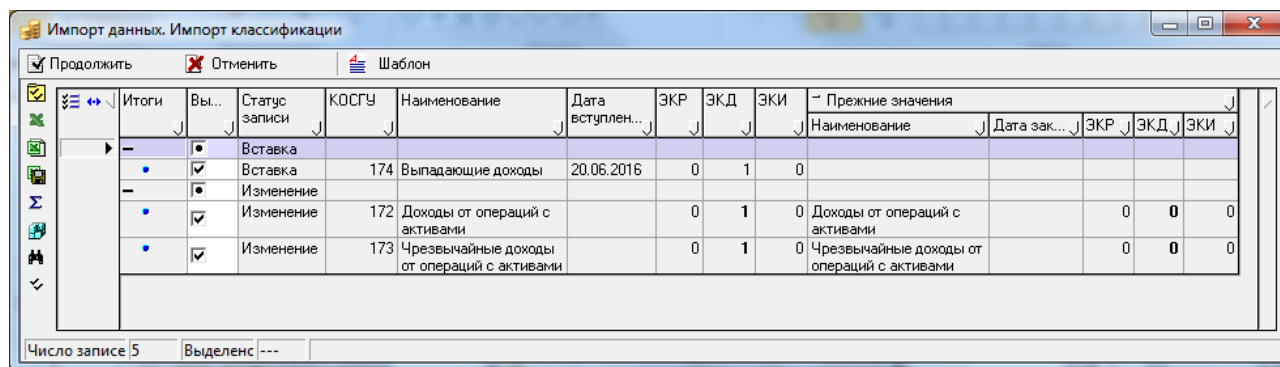 Импорт данных. Импорт классификации
Продолжить Отменить Шаблон
Итоги Вы... Статус записи КОСГУ Наименование Дата вступлен... ЭКР ЭКД ЭКИ Прежние значения
Наименование Дата зак... ЭКР ЭКД ЭКИ
Вставка
Вставка 174 Выпадающие доходы 20.06.2016 0 1 0
Изменение
Изменение 172 Доходы от операций с активами 0 1 0 Доходы от операций с активами 0 0 0
Изменение 173 Чрезвычайные доходы от операций с активами 0 1 0 Чрезвычайные доходы от операций с активами 0 0 0
Число записе 5 Выделенс ---